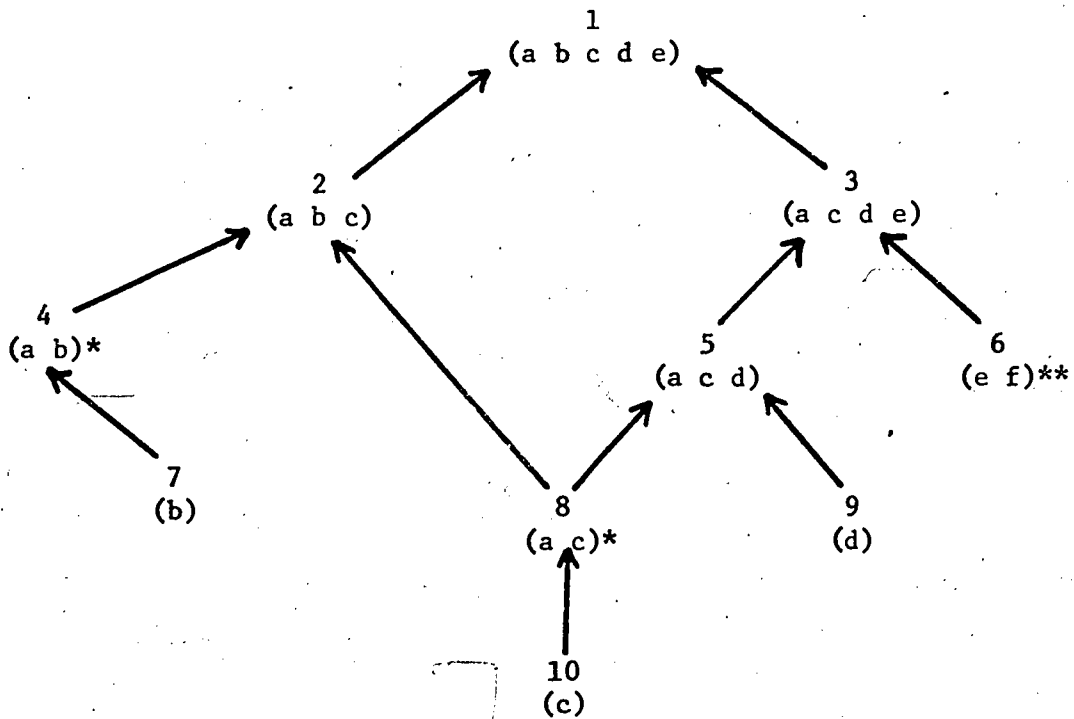 1
(a b c d e)
2
(a b c)
3
(a c d e)
4
(a b)*
5
(a c d)
6
(e f)**
7
(b)
8
(a c)*
9
(d)
10
(c)